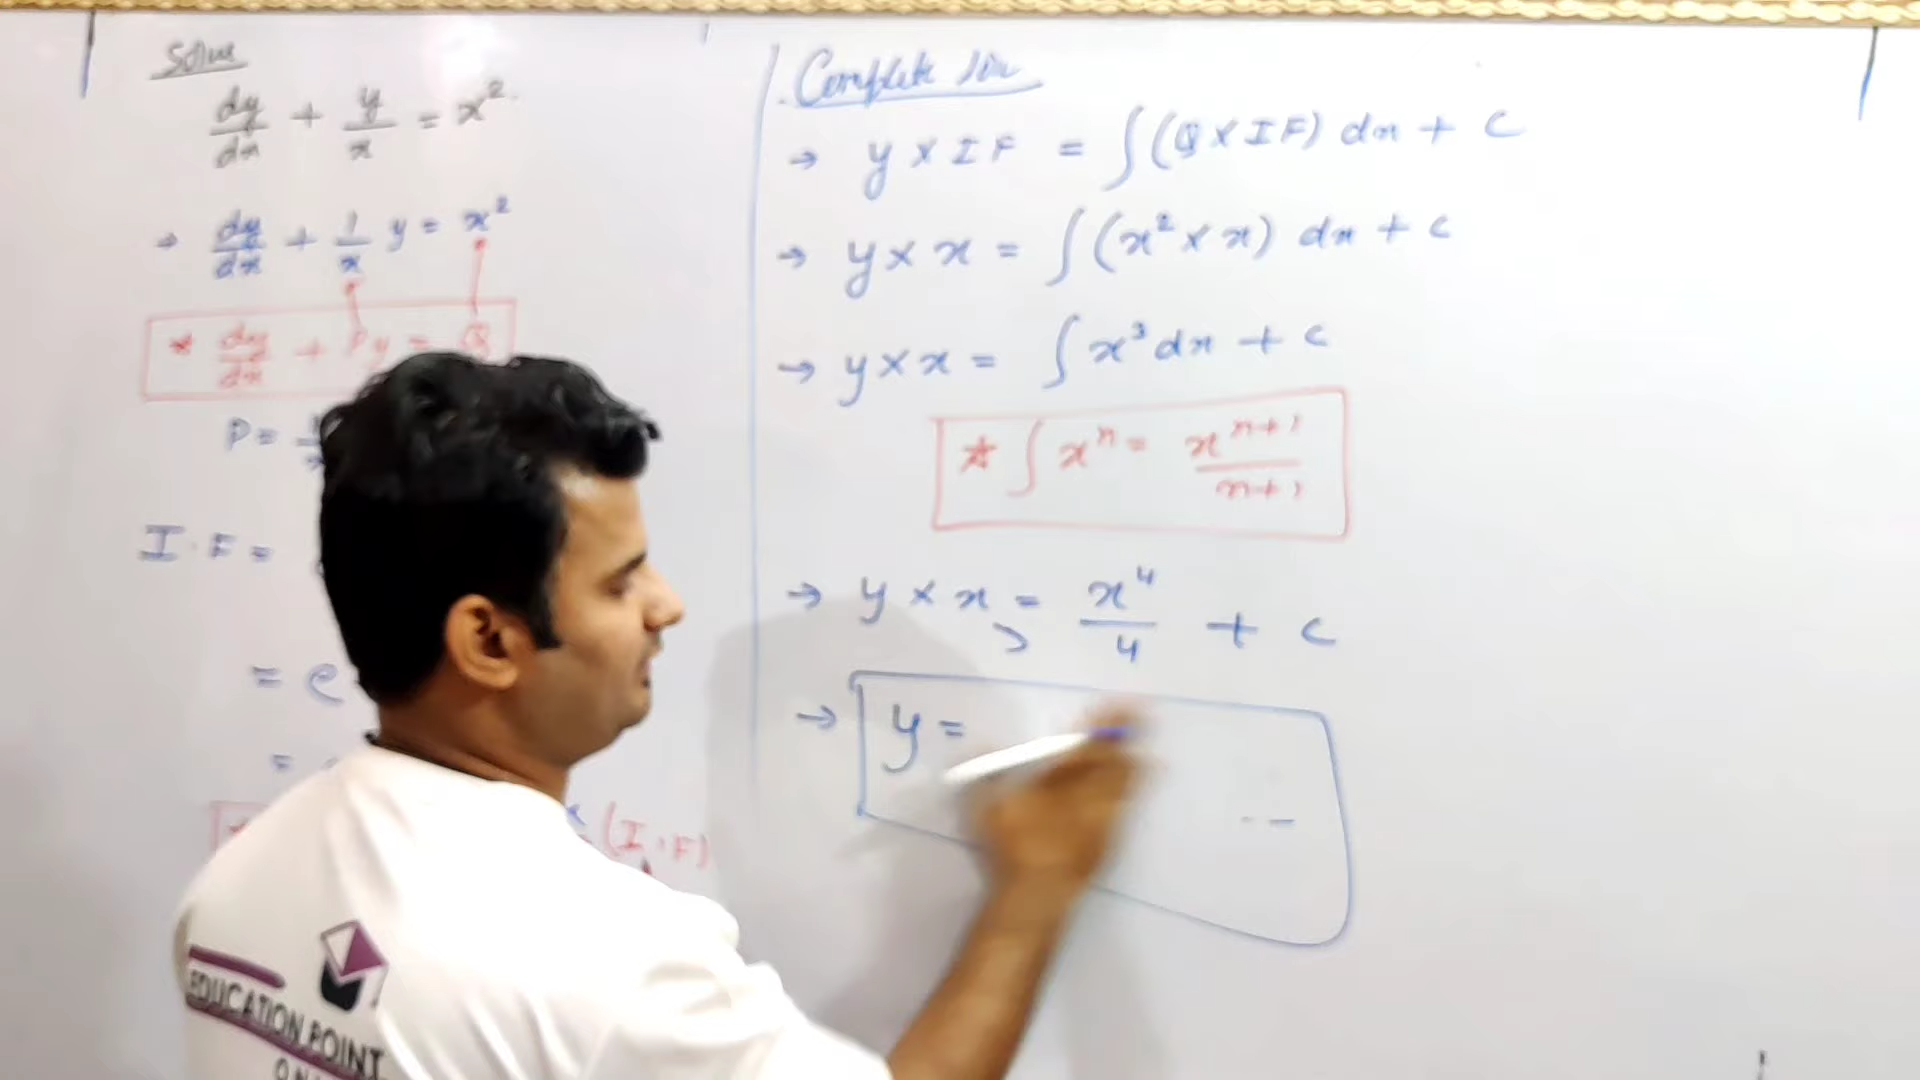 Solve
dy/dx + y/x = x²
→ dy/dx + 1/x y = x²
* dy/dx + Py = Q
P =
I.F =
= e
=
(I.F)
Complete Sol
→ y × IF = ∫(Q × IF) dx + c
→ y × x = ∫(x² × x) dx + c
→ y × x = ∫ x³ dx + c
* ∫ xⁿ = xⁿ⁺¹/n+1
→ y × x = x⁴/4 + c
→ y =
EDUCATION POINT